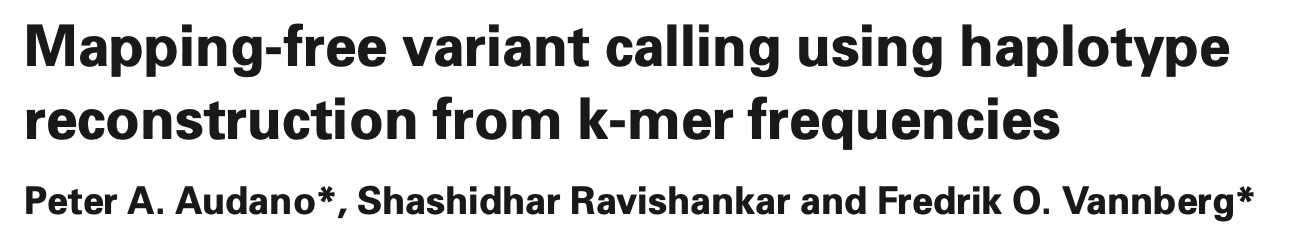 Mapping-free variant calling using haplotype
reconstruction from k-mer frequencies
Peter A. Audano*, Shashidhar Ravishankar and Fredrik O. Vannberg*